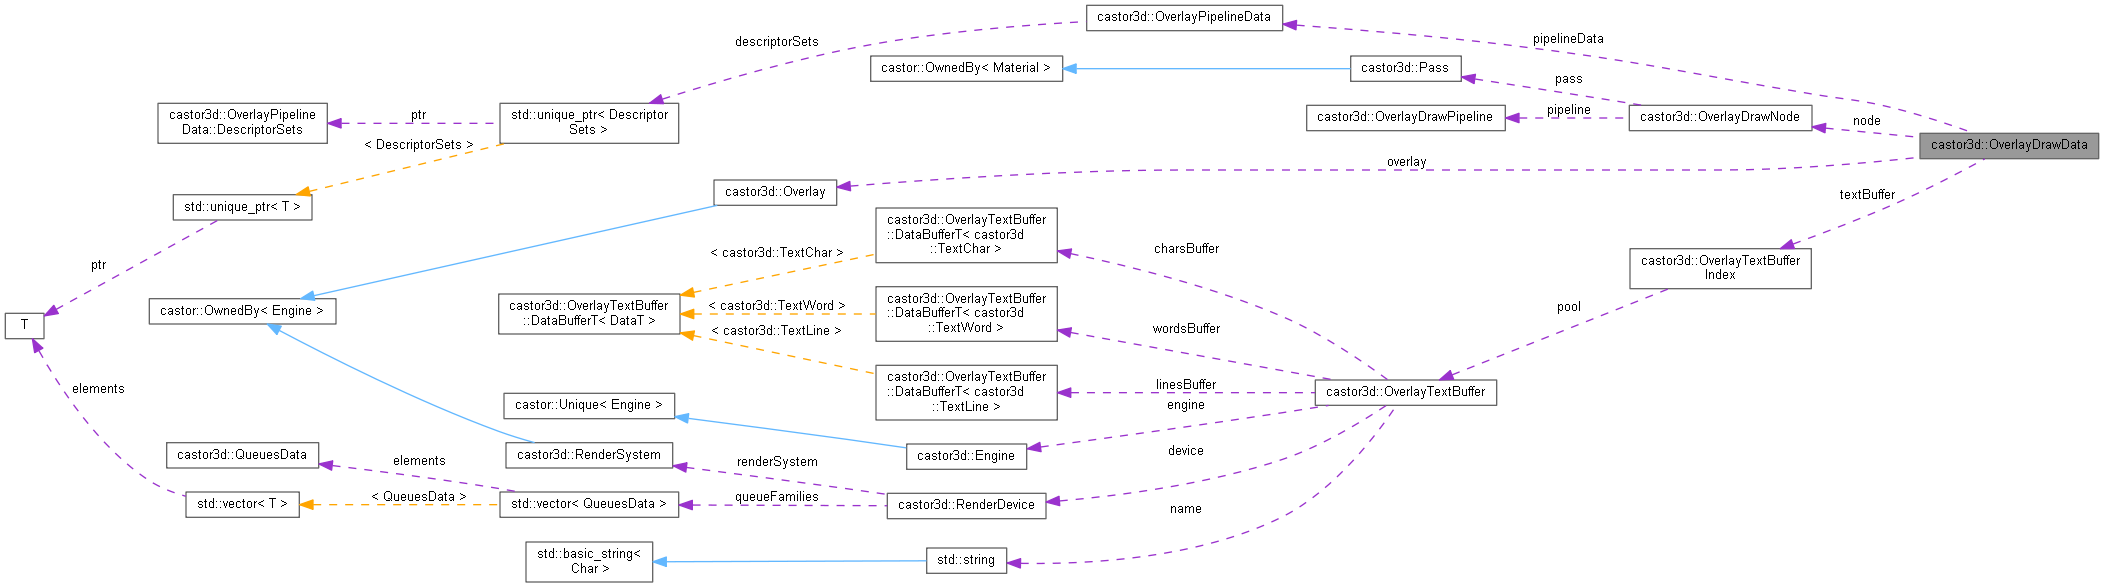 castor3d::OverlayPipelineData
pipelineData
descriptorSets
castor::OwnedBy< Material >
castor3d::Pass
pass
castor3d::OverlayPipeline
Data::DescriptorSets
ptr
std::unique_ptr< Descriptor
Sets >
castor3d::OverlayDrawPipeline
pipeline
castor3d::OverlayDrawNode
node
castor3d::OverlayDrawData
< DescriptorSets >
overlay
castor3d::Overlay
std::unique_ptr< T >
textBuffer
castor3d::OverlayTextBuffer
::DataBufferT< castor3d
::TextChar >
charsBuffer
< castor3d::TextChar >
castor3d::OverlayTextBuffer
Index
ptr
castor::OwnedBy< Engine >
castor3d::OverlayTextBuffer
::DataBufferT< DataT >
< castor3d::TextWord >
castor3d::OverlayTextBuffer
::DataBufferT< castor3d
::TextWord >
pool
T
< castor3d::TextLine >
wordsBuffer
castor3d::OverlayTextBuffer
::DataBufferT< castor3d
::TextLine >
linesBuffer
castor3d::OverlayTextBuffer
elements
castor::Unique< Engine >
engine
castor3d::QueuesData
elements
castor3d::RenderSystem
renderSystem
castor3d::Engine
device
std::vector< T >
< QueuesData >
std::vector< QueuesData >
queueFamilies
castor3d::RenderDevice
name
std::basic_string<
Char >
std::string